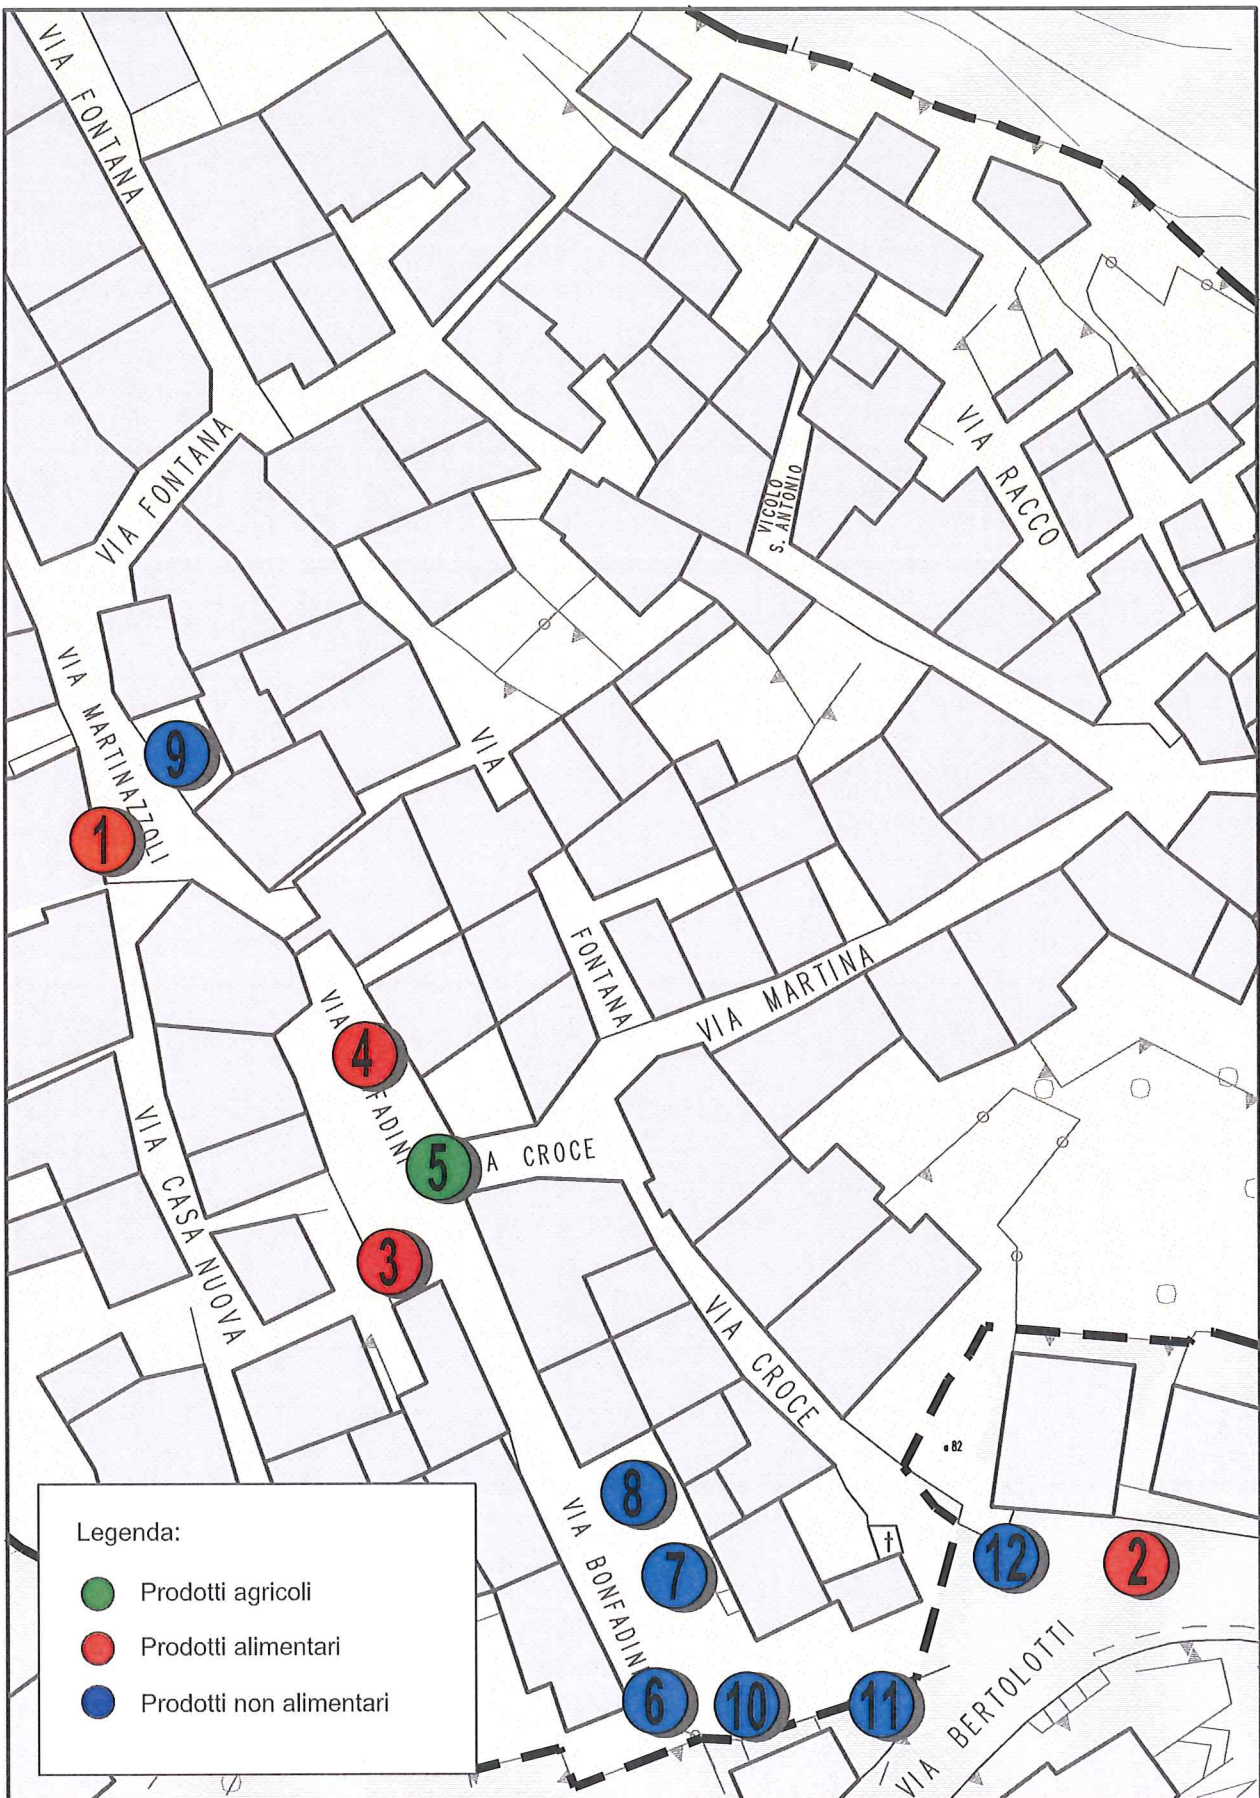 VIA FONTANA
VIA FONTANA
VICOLO
S. ANTONIO
VIA RACCO
VIA MARTINAZZOLI
9
1
VIA
FONTANA
VIA MARTINA
VIA
4
FADINI
5
A CROCE
VIA CASA NUOVA
3
VIA CROCE
a 82
8
7
12
2
VIA BONFADINI
6
10
11
VIA BERTOLOTTI
Legenda:
Prodotti agricoli
Prodotti alimentari
Prodotti non alimentari